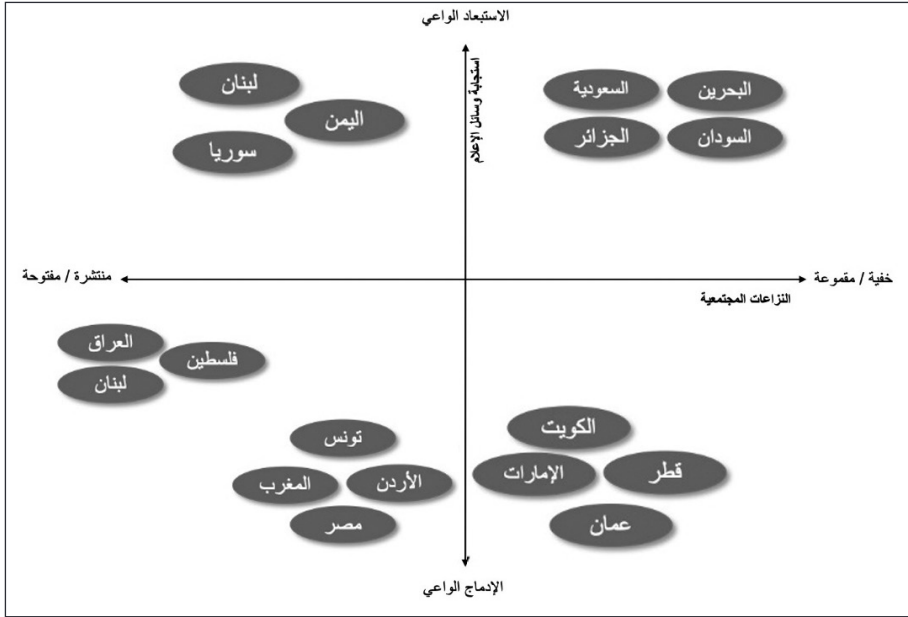 الاستبعاد الواعي
استجابة وسائل الإعلام
البحرين
السعودية
السودان
الجزائر
لبنان
اليمن
سوريا
خفية / مقموعة
منتشرة / مفتوحة
النزاعات المجتمعية
العراق
فلسطين
لبنان
تونس
الأردن
المغرب
مصر
الكويت
قطر
الإمارات
عمان
الإدماج الواعي